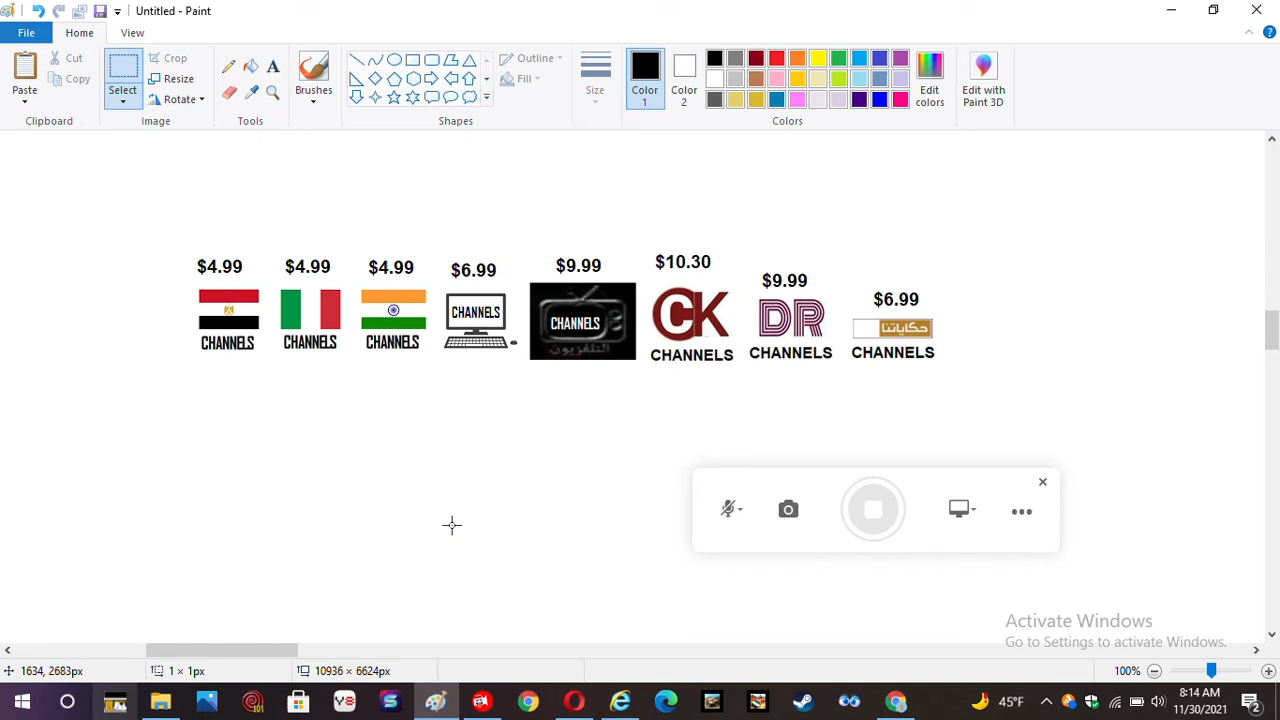 Untitled - Paint
File
Home
View
Paste
Cut
Copy
Clipboard
Select
Crop
Resize
Rotate
Image
Tools
Brushes
Shapes
Outline
Fill
Size
Color 1
Color 2
Colors
Edit colors
Edit with Paint 3D
$4.99
$4.99
$4.99
$6.99
$9.99
$10.30
$9.99
$6.99
CHANNELS
CHANNELS
CHANNELS
CHANNELS
CHANNELS
التلفزيون
CK
CHANNELS
DR
CHANNELS
حكاياتنا
CHANNELS
Activate Windows
Go to Settings to activate Windows.
1634, 2683px
1 × 1px
10936 × 6624px
100%
45°F
8:14 AM
11/30/2021
2